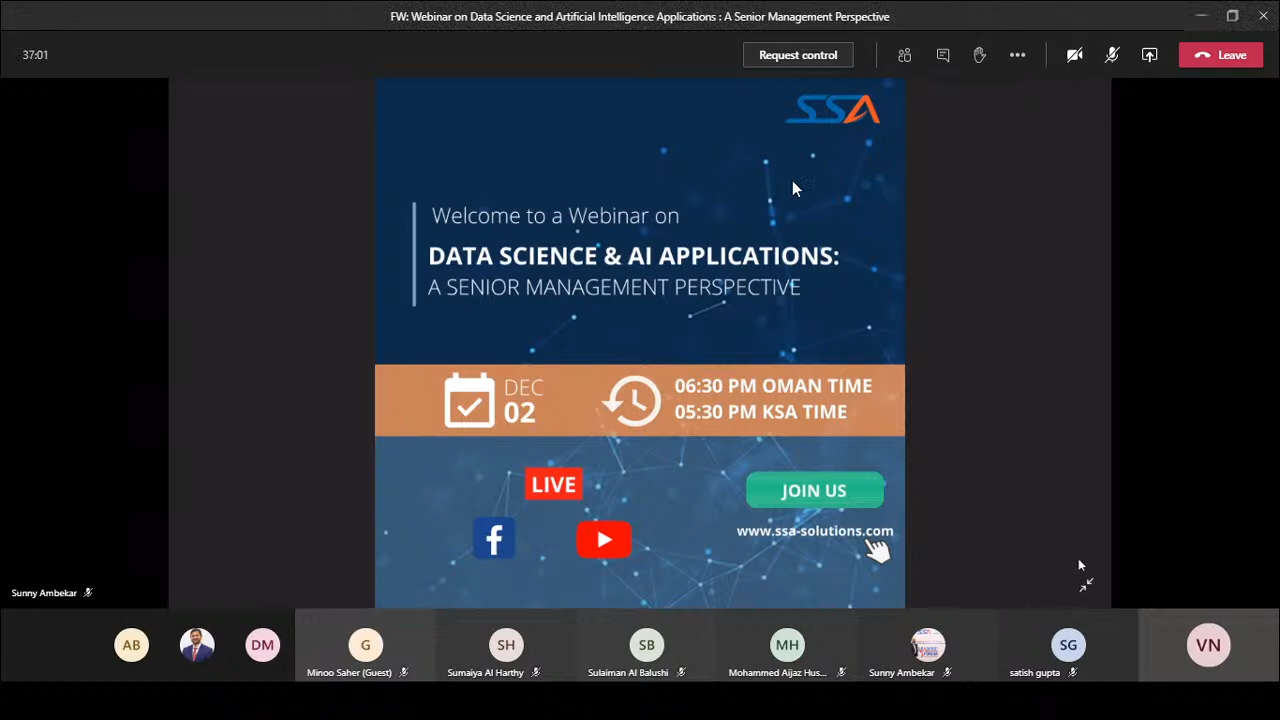 FW: Webinar on Data Science and Artificial Intelligence Applications : A Senior Management Perspective
37:01
Request control
Leave
SSA
Welcome to a Webinar on
DATA SCIENCE & AI APPLICATIONS:
A SENIOR MANAGEMENT PERSPECTIVE
DEC
02
06:30 PM OMAN TIME
05:30 PM KSA TIME
LIVE
JOIN US
www.ssa-solutions.com
Sunny Ambekar
AB
DM
G
SH
SB
MH
SG
VN
Minoo Saher (Guest)
Sumaiya Al Harthy
Sulaiman Al Balushi
Mohammed Aijaz Hus...
Sunny Ambekar
satish gupta